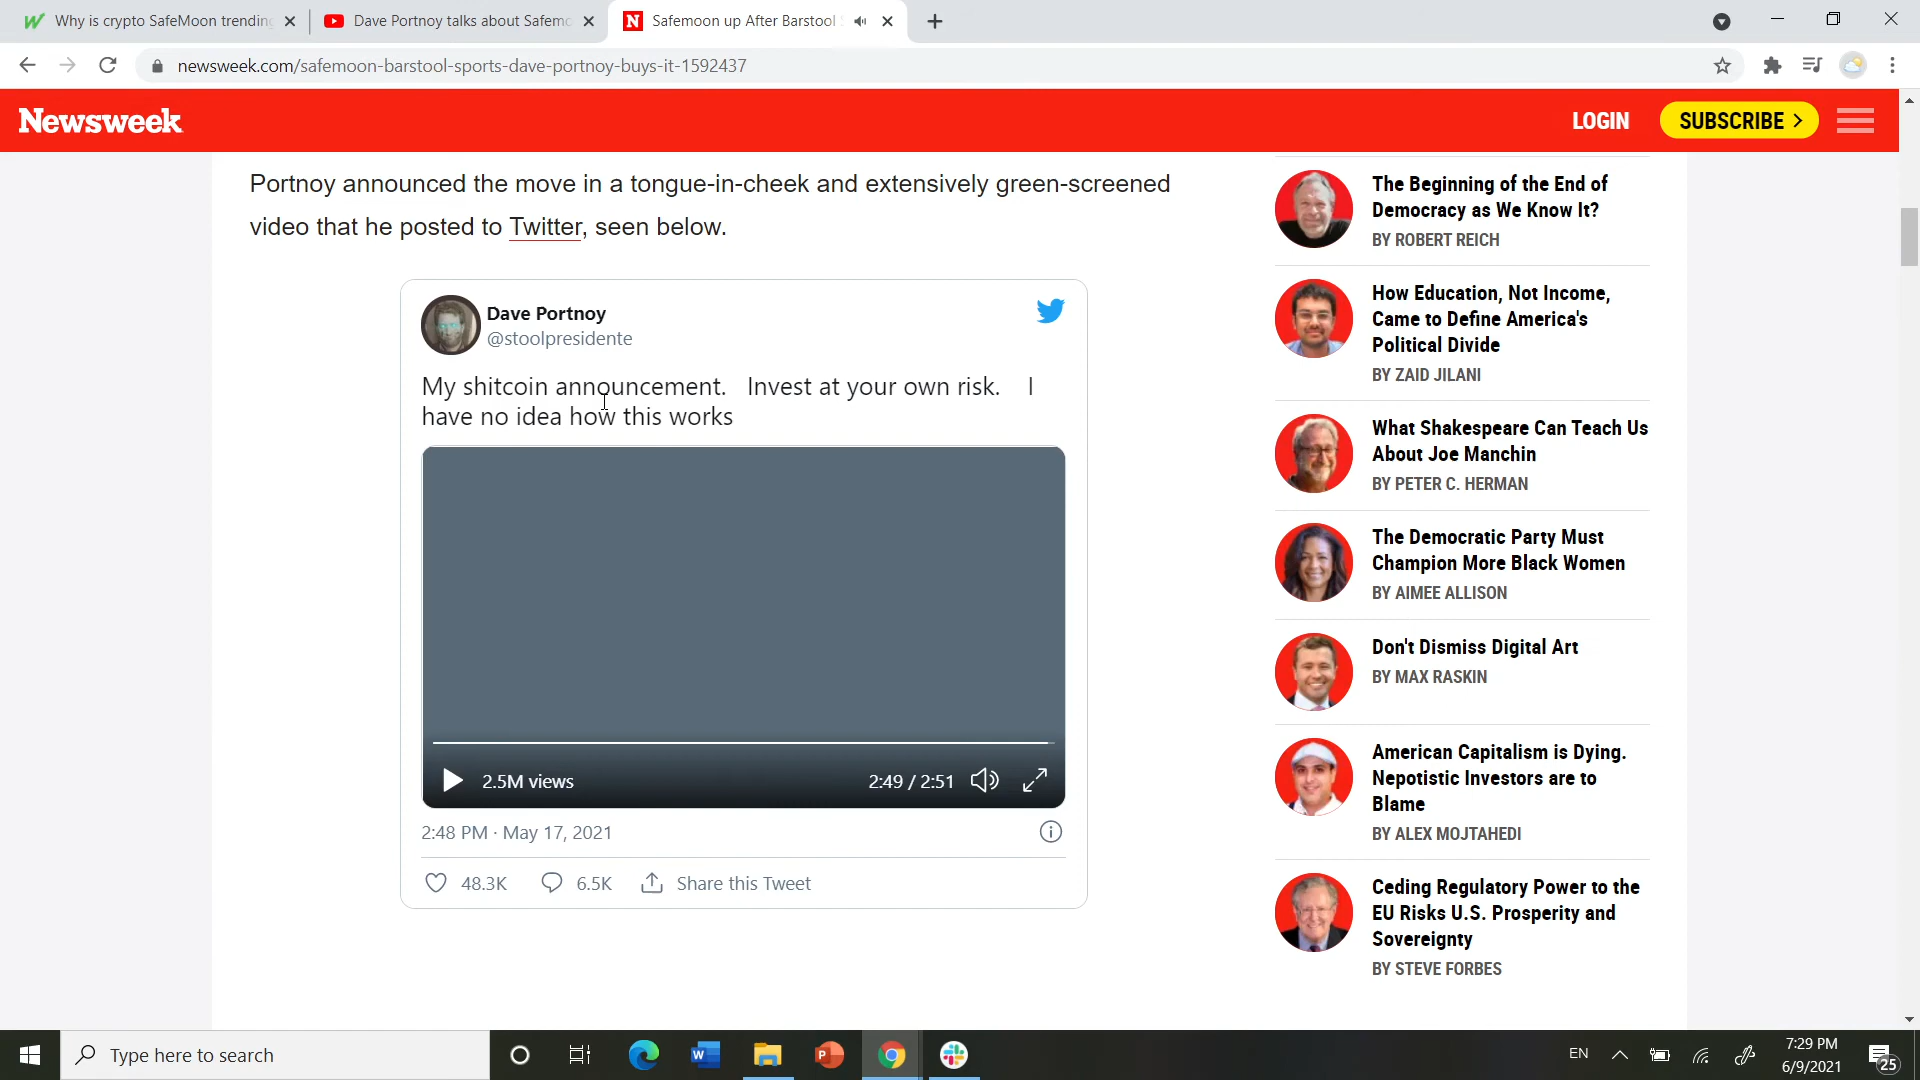 Why is crypto SafeMoon trending
Dave Portnoy talks about Safemo
Safemoon up After Barstool
newsweek.com/safemoon-barstool-sports-dave-portnoy-buys-it-1592437
Newsweek
LOGIN
SUBSCRIBE
Portnoy announced the move in a tongue-in-cheek and extensively green-screened
video that he posted to Twitter, seen below.
Dave Portnoy
@stoolpresidente
My shitcoin announcement. Invest at your own risk. I
have no idea how this works
2.5M views
2:49 / 2:51
2:48 PM · May 17, 2021
48.3K
6.5K
Share this Tweet
The Beginning of the End of
Democracy as We Know It?
BY ROBERT REICH
How Education, Not Income,
Came to Define America's
Political Divide
BY ZAID JILANI
What Shakespeare Can Teach Us
About Joe Manchin
BY PETER C. HERMAN
The Democratic Party Must
Champion More Black Women
BY AIMEE ALLISON
Don't Dismiss Digital Art
BY MAX RASKIN
American Capitalism is Dying.
Nepotistic Investors are to
Blame
BY ALEX MOJTAHEDI
Ceding Regulatory Power to the
EU Risks U.S. Prosperity and
Sovereignty
BY STEVE FORBES
Type here to search
EN
7:29 PM
6/9/2021
25